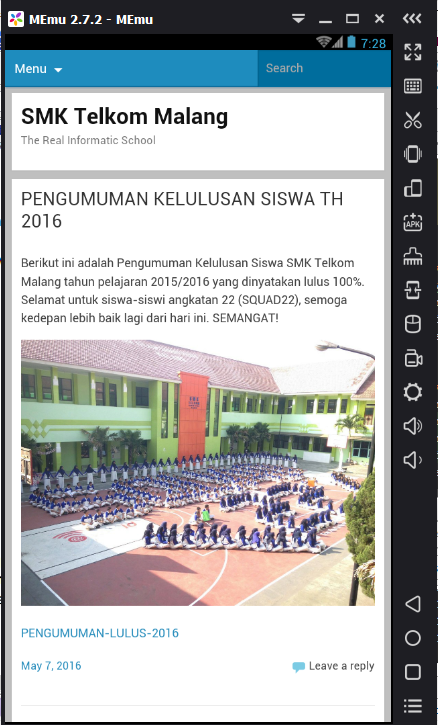 MEmu 2.7.2 - MEmu
7:28
Menu
Search
SMK Telkom Malang
The Real Informatic School
PENGUMUMAN KELULUSAN SISWA TH
2016
Berikut ini adalah Pengumuman Kelulusan Siswa SMK Telkom
Malang tahun pelajaran 2015/2016 yang dinyatakan lulus 100%.
Selamat untuk siswa-siswi angkatan 22 (SQUAD22), semoga
kedepan lebih baik lagi dari hari ini. SEMANGAT!
PENGUMUMAN-LULUS-2016
May 7, 2016
Leave a reply
APK